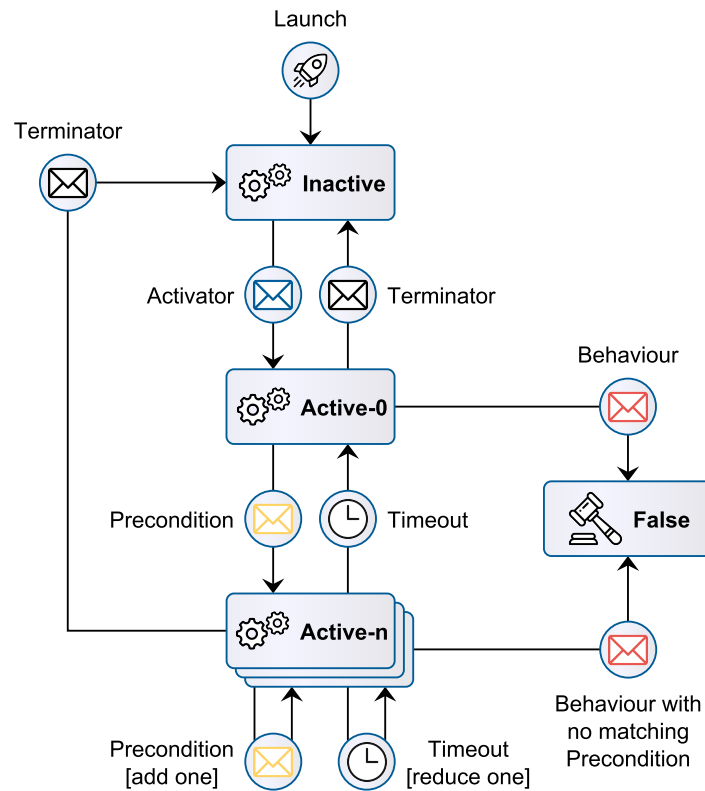 Launch
Terminator
Inactive
Activator
Terminator
Behaviour
Active-0
Precondition
Timeout
False
Active-n
Behaviour with
no matching
Precondition
Precondition
[add one]
Timeout
[reduce one]